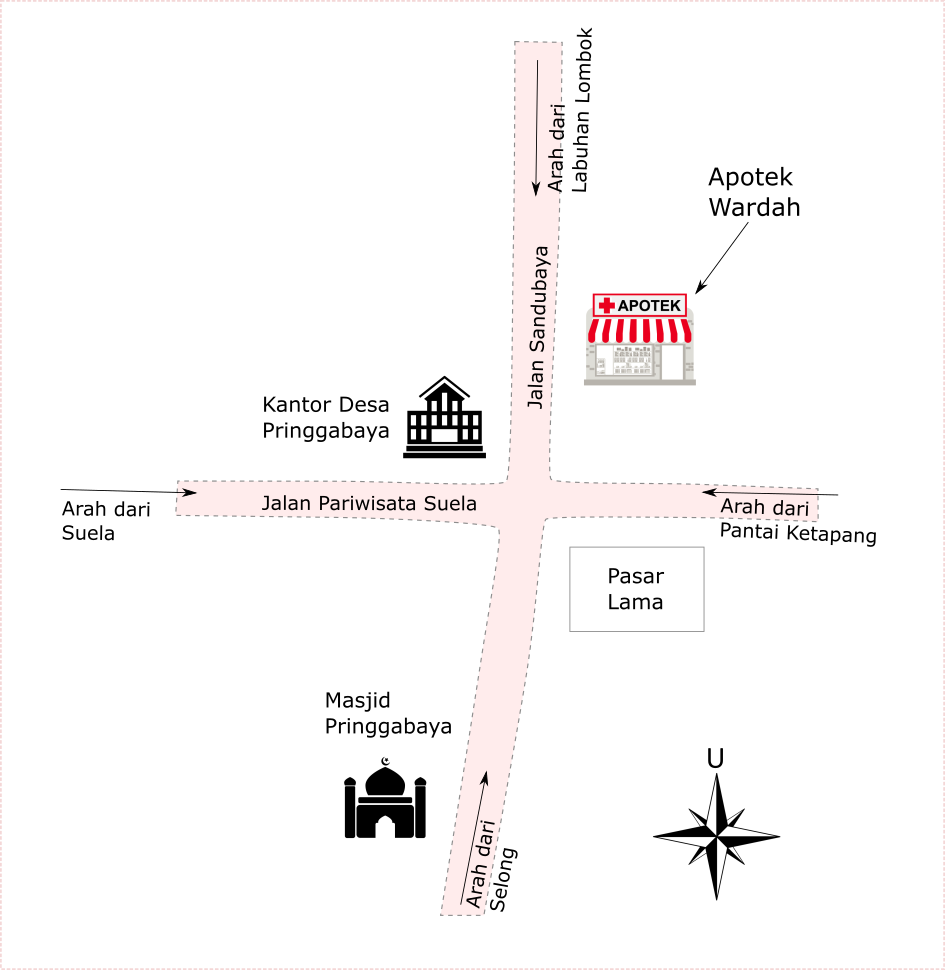 Arah dari
Labuhan Lombok
Apotek
Wardah
Jalan Sandubaya
APOTEK
Kantor Desa
Pringgabaya
Arah dari
Suela
Jalan Pariwisata Suela
Arah dari
Pantai Ketapang
Pasar
Lama
Masjid
Pringgabaya
Arah dari
Selong
U